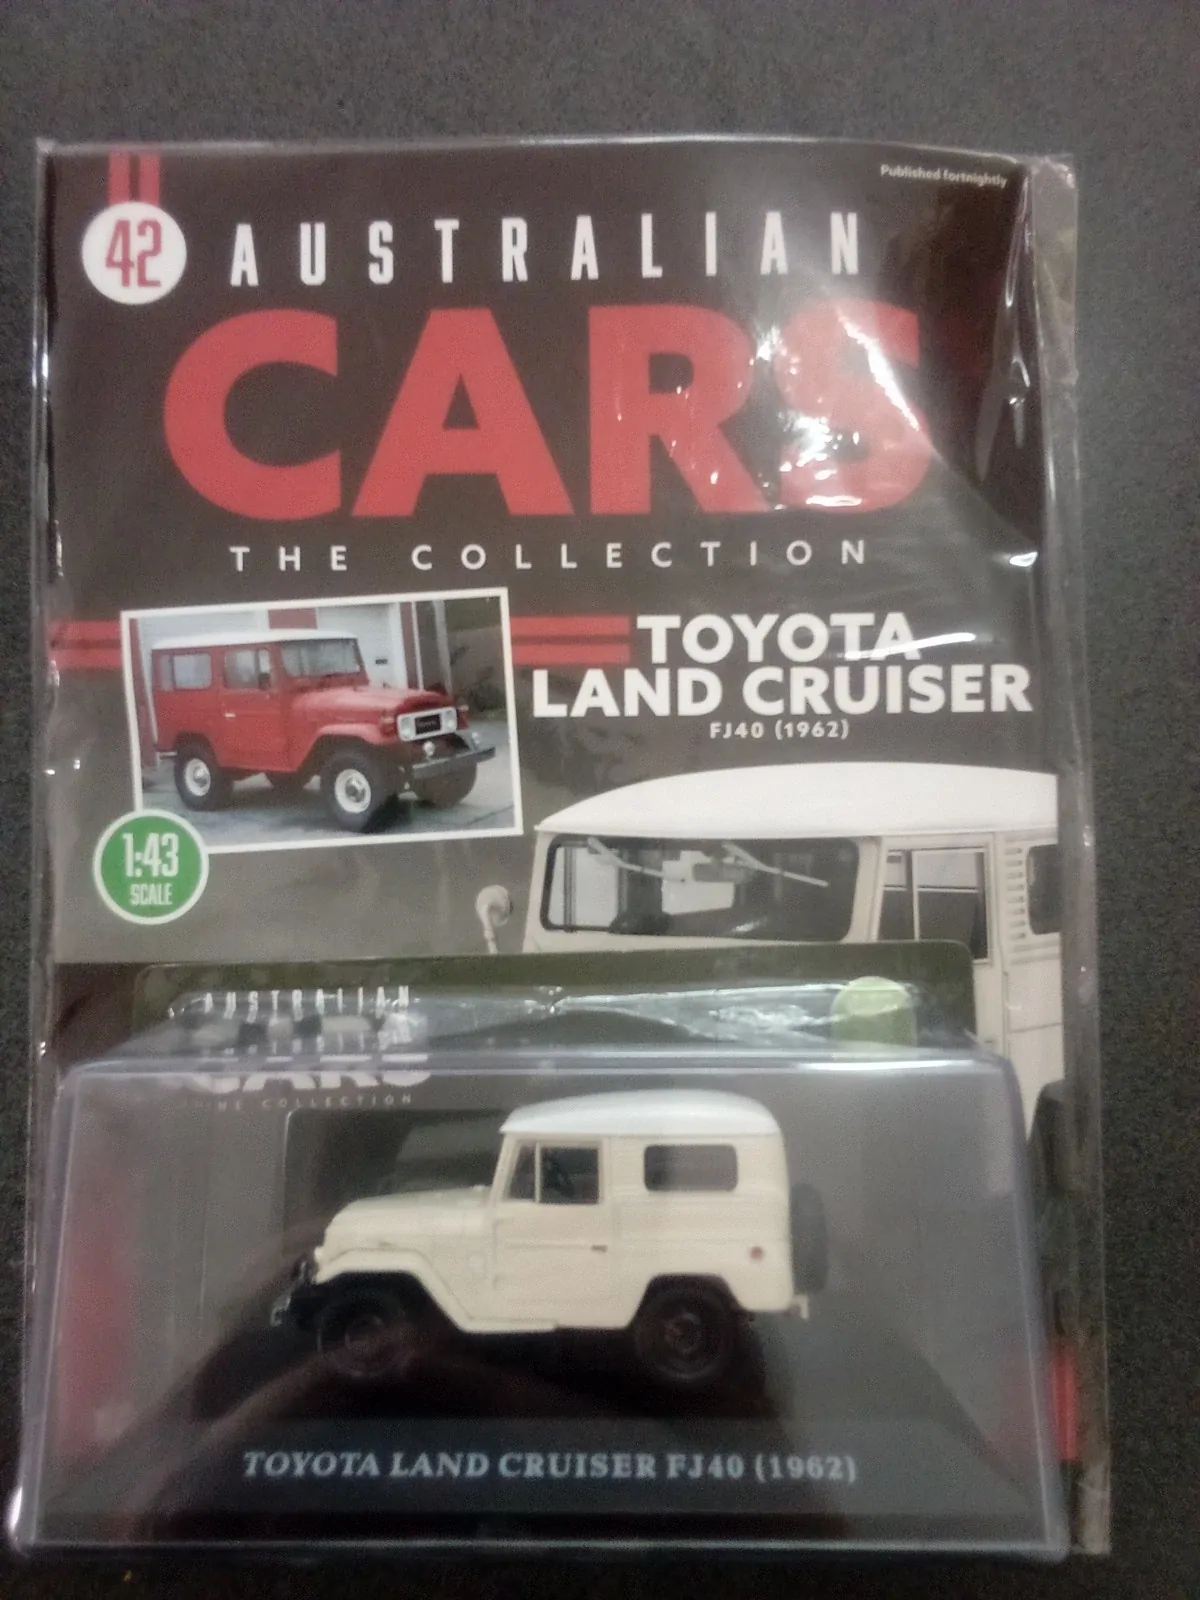 Published fortnightly
42
AUSTRALIAN
CARS
THE COLLECTION
TOYOTA
LAND CRUISER
FJ40 (1962)
1:43
SCALE
AUSTRALIAN
CARS
THE COLLECTION
TOYOTA LAND CRUISER FJ40 (1962)